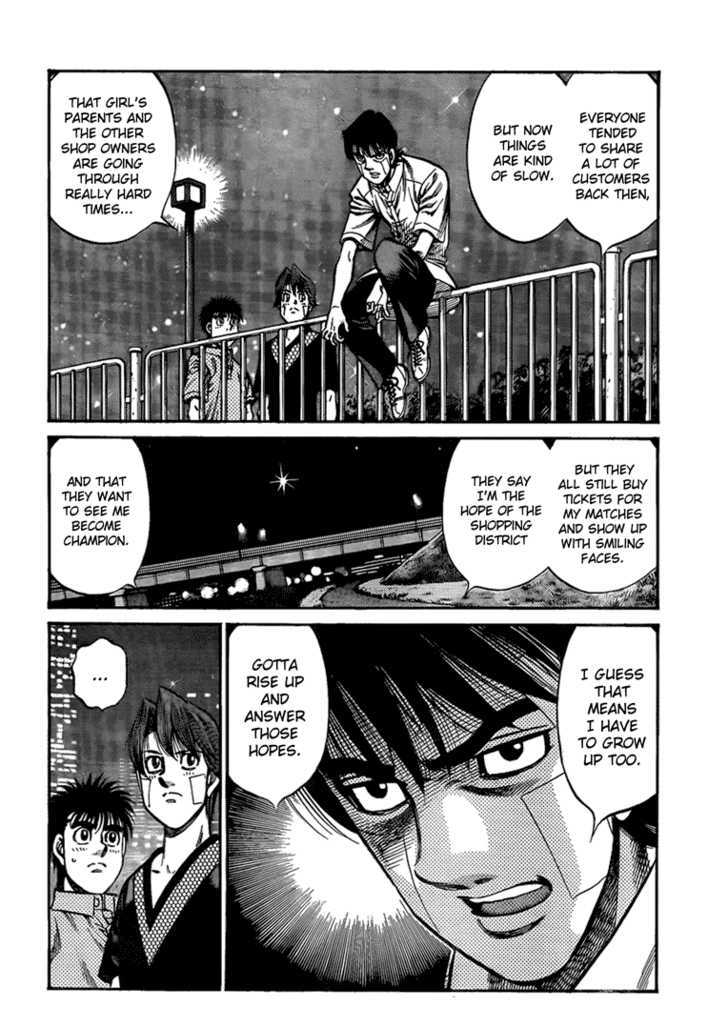 EVERYONE
TENDED
TO SHARE
A LOT OF
CUSTOMERS
BACK THEN,
BUT NOW
THINGS
ARE KIND
OF SLOW.
THAT GIRL'S
PARENTS AND
THE OTHER
SHOP OWNERS
ARE GOING
THROUGH
REALLY HARD
TIMES...
BUT THEY
ALL STILL BUY
TICKETS FOR
MY MATCHES
AND SHOW UP
WITH SMILING
FACES.
THEY SAY
I'M THE
HOPE OF THE
SHOPPING
DISTRICT
AND THAT
THEY WANT
TO SEE ME
BECOME
CHAMPION.
I GUESS
THAT
MEANS
I HAVE
TO GROW
UP TOO.
GOTTA
RISE UP
AND
ANSWER
THOSE
HOPES.
...